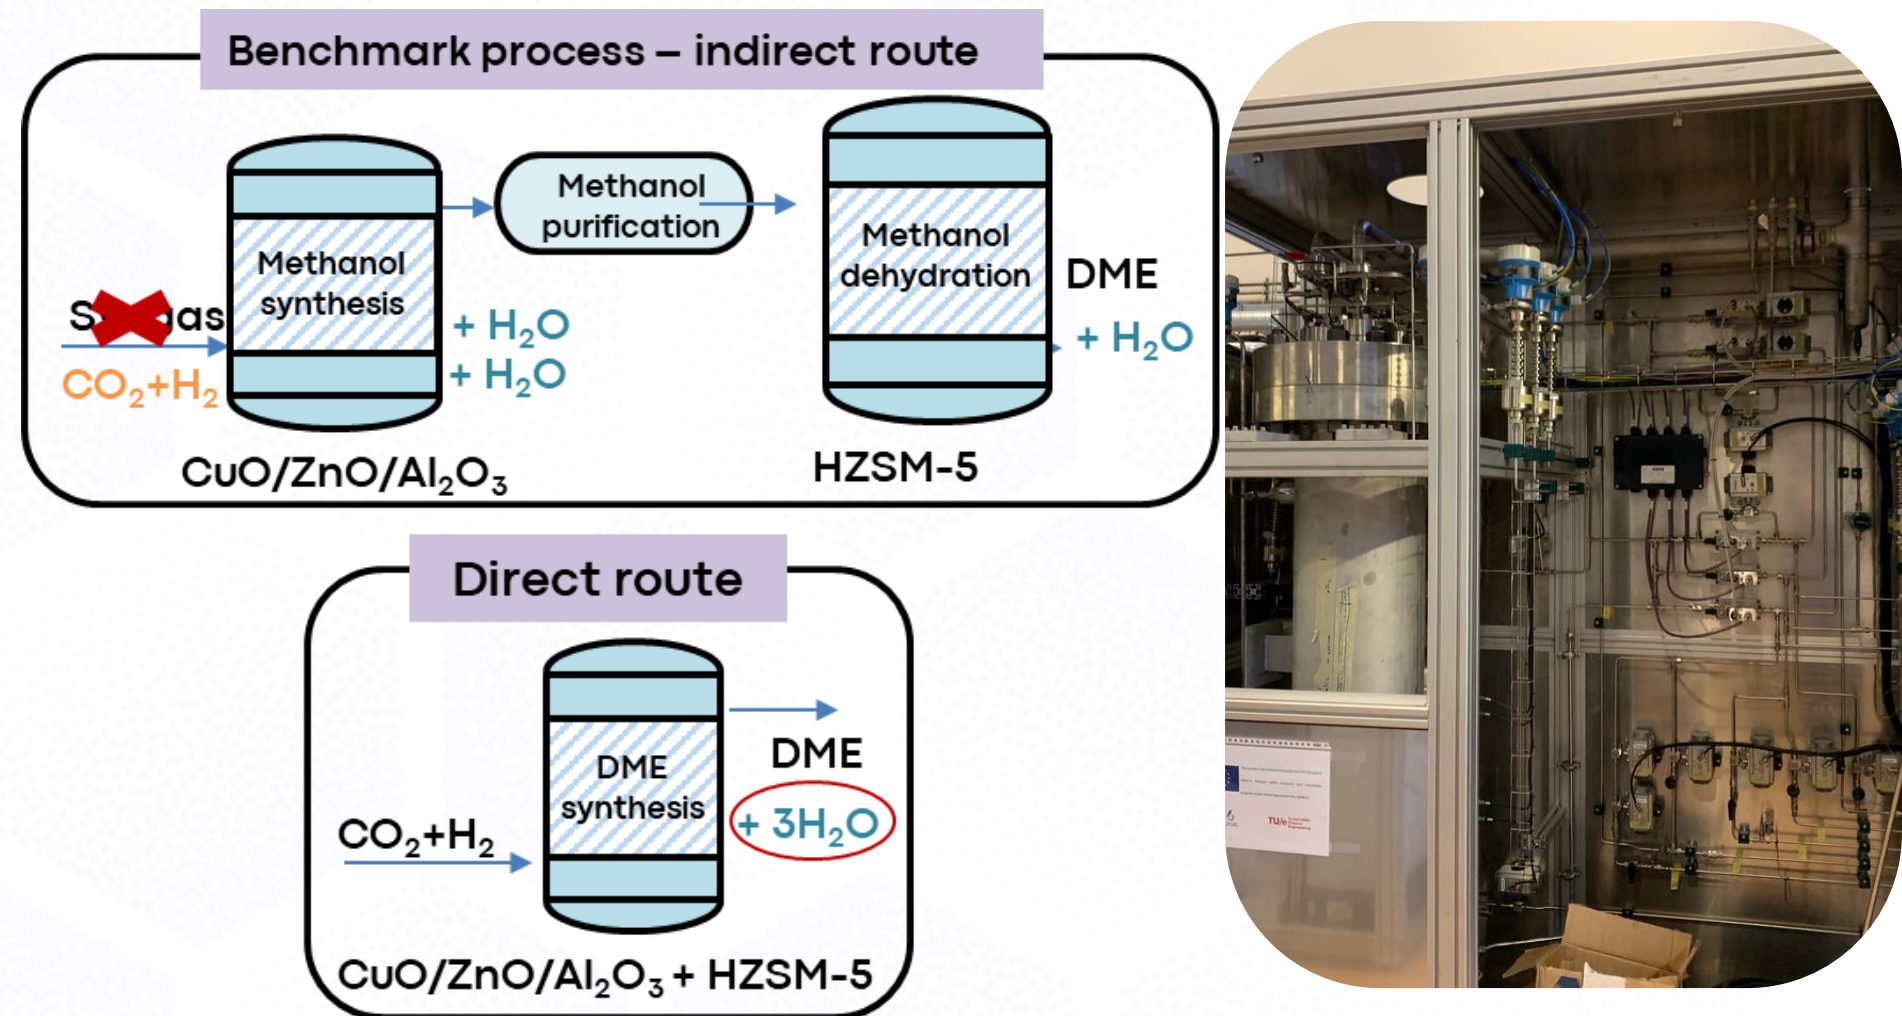 Benchmark process – indirect route
Methanol
synthesis
CO₂+H₂
+ H₂O
+ H₂O
CuO/ZnO/Al₂O₃
Methanol
purification
Methanol
dehydration
DME
+ H₂O
HZSM-5
Direct route
CO₂+H₂
DME
synthesis
DME
+ 3H₂O
CuO/ZnO/Al₂O₃ + HZSM-5
TU/e